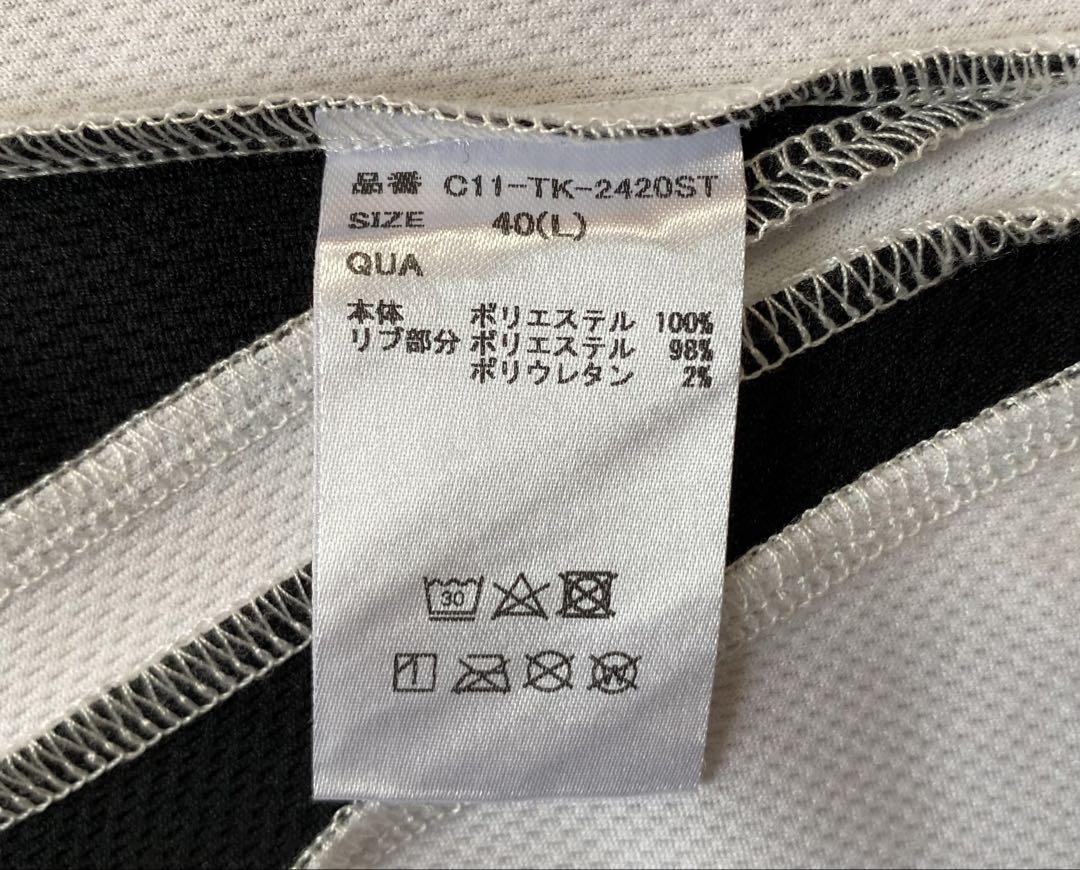 品番 C11-TK-2420ST
SIZE 40(L)
QUA
本体 ポリエステル 100%
リブ部分 ポリエステル 98%
ポリウレタン 2%
30
W